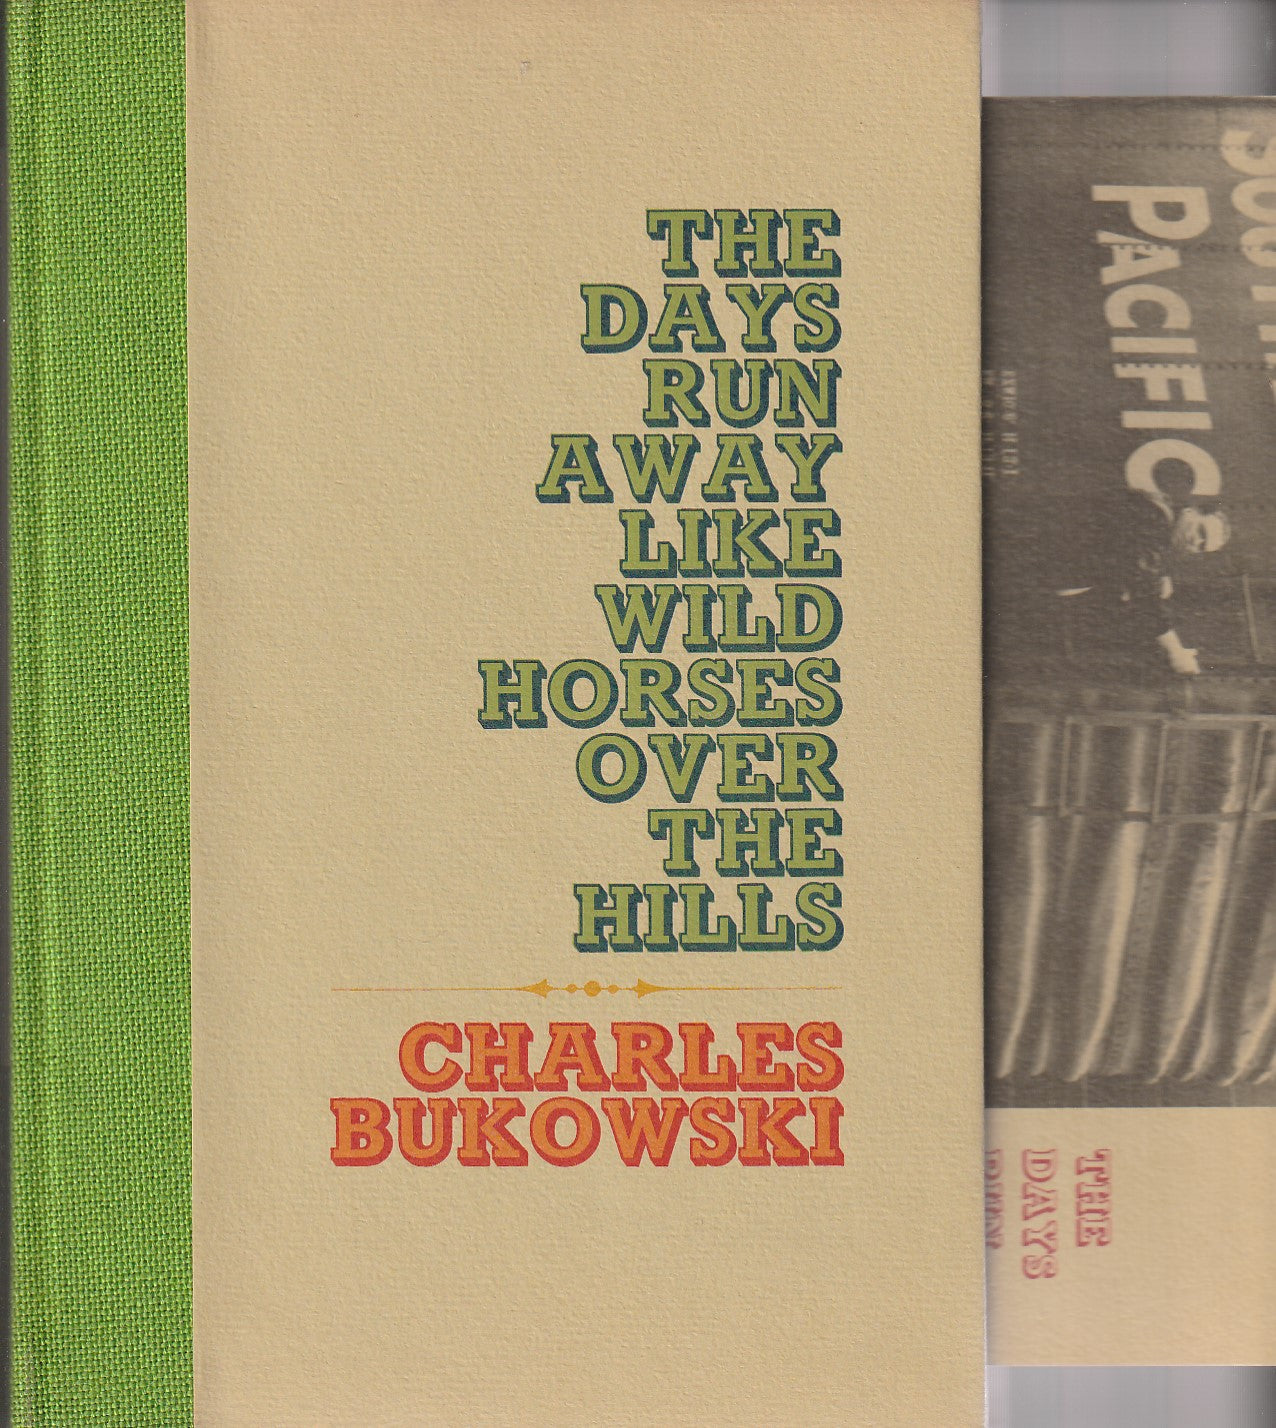 THE
DAYS
RUN
AWAY
LIKE
WILD
HORSES
OVER
THE
HILLS
CHARLES
BUKOWSKI
PACIFIC
THE
DAYS